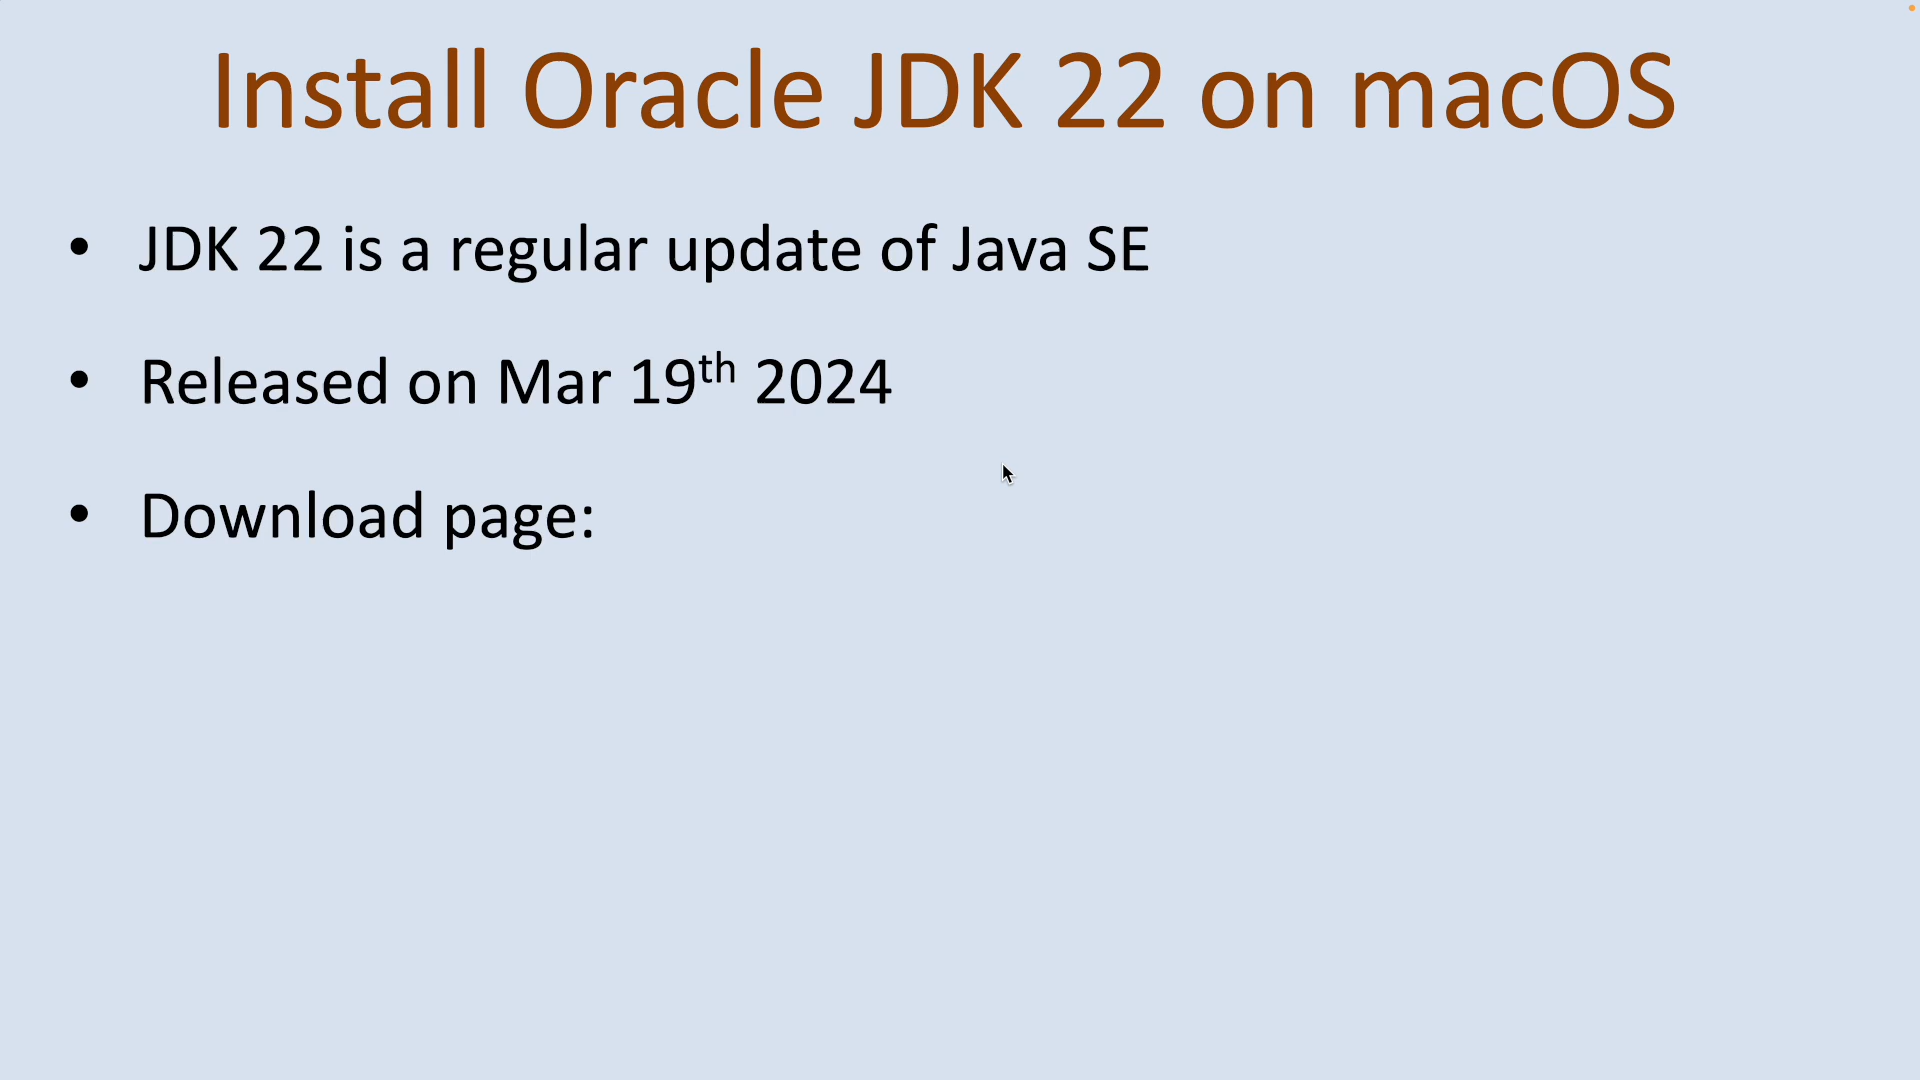 Install Oracle JDK 22 on macOS
• JDK 22 is a regular update of Java SE
• Released on Mar 19th 2024
• Download page: